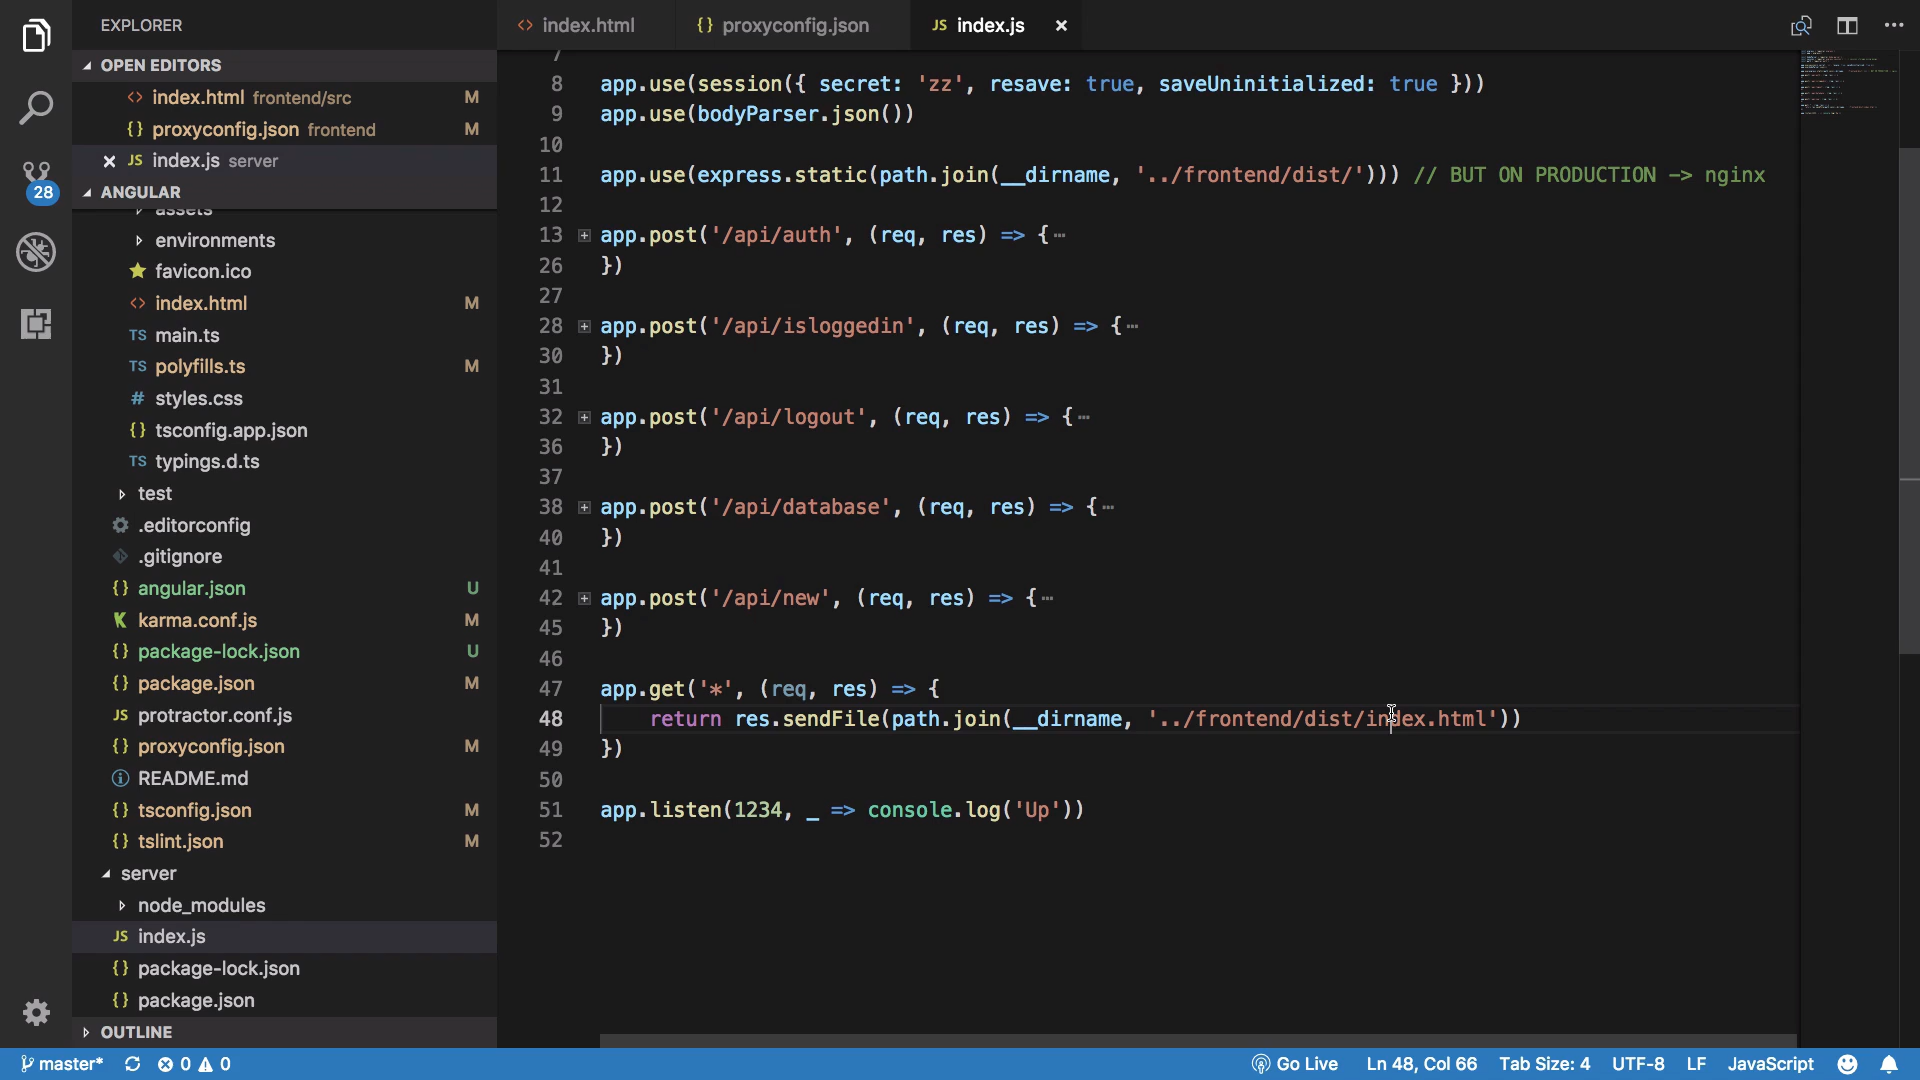 EXPLORER
OPEN EDITORS
index.html frontend/src M
proxyconfig.json frontend M
JS index.js server
28
ANGULAR
assets
environments
favicon.ico
index.html M
TS main.ts
TS polyfills.ts M
# styles.css
{} tsconfig.app.json
TS typings.d.ts
test
.editorconfig
.gitignore
{} angular.json U
karma.conf.js M
{} package-lock.json U
{} package.json M
JS protractor.conf.js
{} proxyconfig.json M
README.md
{} tsconfig.json M
{} tslint.json M
server
node_modules
JS index.js
{} package-lock.json
{} package.json
OUTLINE
<> index.html {} proxyconfig.json JS index.js ×
7
8 app.use(session({ secret: 'zz', resave: true, saveUninitialized: true }))
9 app.use(bodyParser.json())
10
11 app.use(express.static(path.join(__dirname, '../frontend/dist/'))) // BUT ON PRODUCTION -> nginx
12
13 app.post('/api/auth', (req, res) => {…
26 })
27
28 app.post('/api/isloggedin', (req, res) => {…
30 })
31
32 app.post('/api/logout', (req, res) => {…
36 })
37
38 app.post('/api/database', (req, res) => {…
40 })
41
42 app.post('/api/new', (req, res) => {…
45 })
46
47 app.get('*', (req, res) => {
48 return res.sendFile(path.join(__dirname, '../frontend/dist/index.html'))
49 })
50
51 app.listen(1234, _ => console.log('Up'))
52
master* 0 0 Go Live Ln 48, Col 66 Tab Size: 4 UTF-8 LF JavaScript